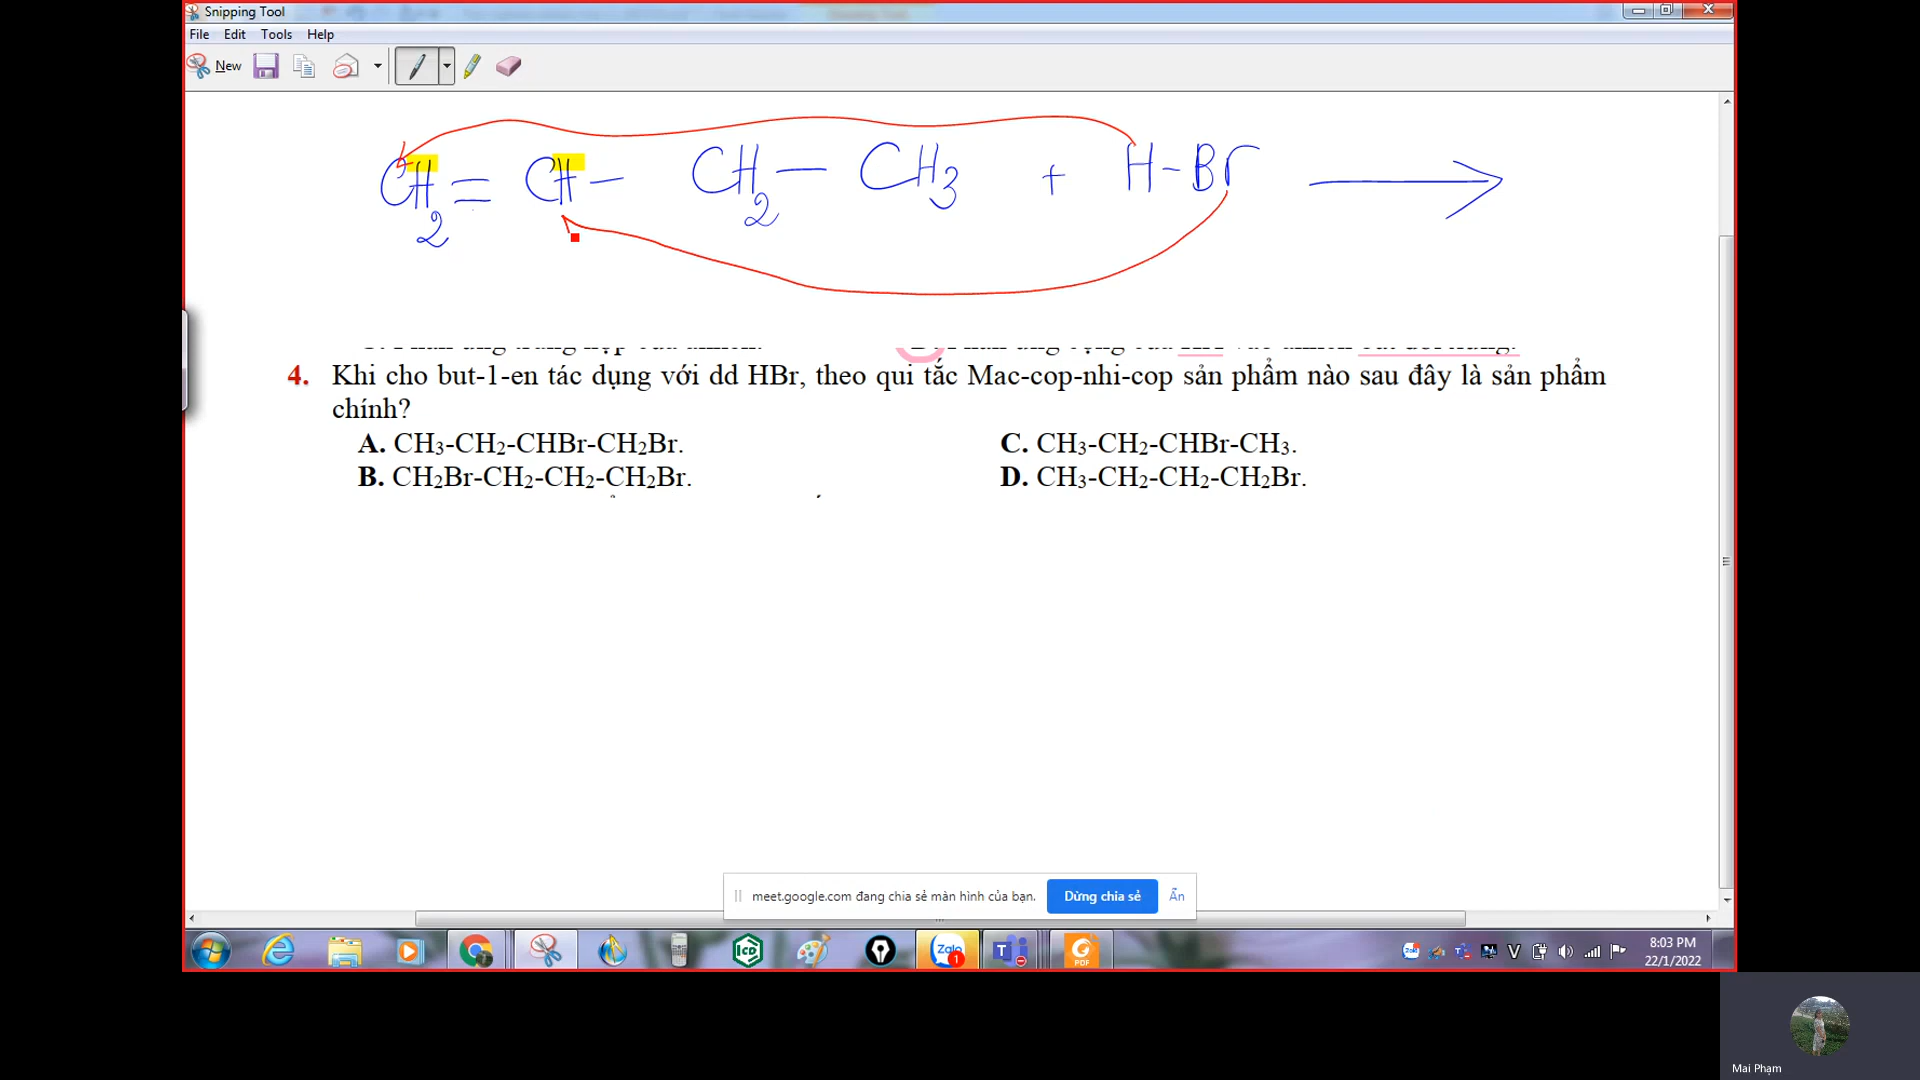 Snipping Tool
File Edit Tools Help
New
CH2 = CH - CH2 - CH3 + H-Br
4. Khi cho but-1-en tác dụng với dd HBr, theo qui tắc Mac-cop-nhi-cop sản phẩm nào sau đây là sản phẩm
chính?
A. CH3-CH2-CHBr-CH2Br.
C. CH3-CH2-CHBr-CH3.
B. CH2Br-CH2-CH2-CH2Br.
D. CH3-CH2-CH2-CH2Br.
meet.google.com đang chia sẻ màn hình của bạn. Dừng chia sẻ Ẩn
ICD
Zalo
1
T
PDF
V
8:03 PM
22/1/2022
Mai Phạm